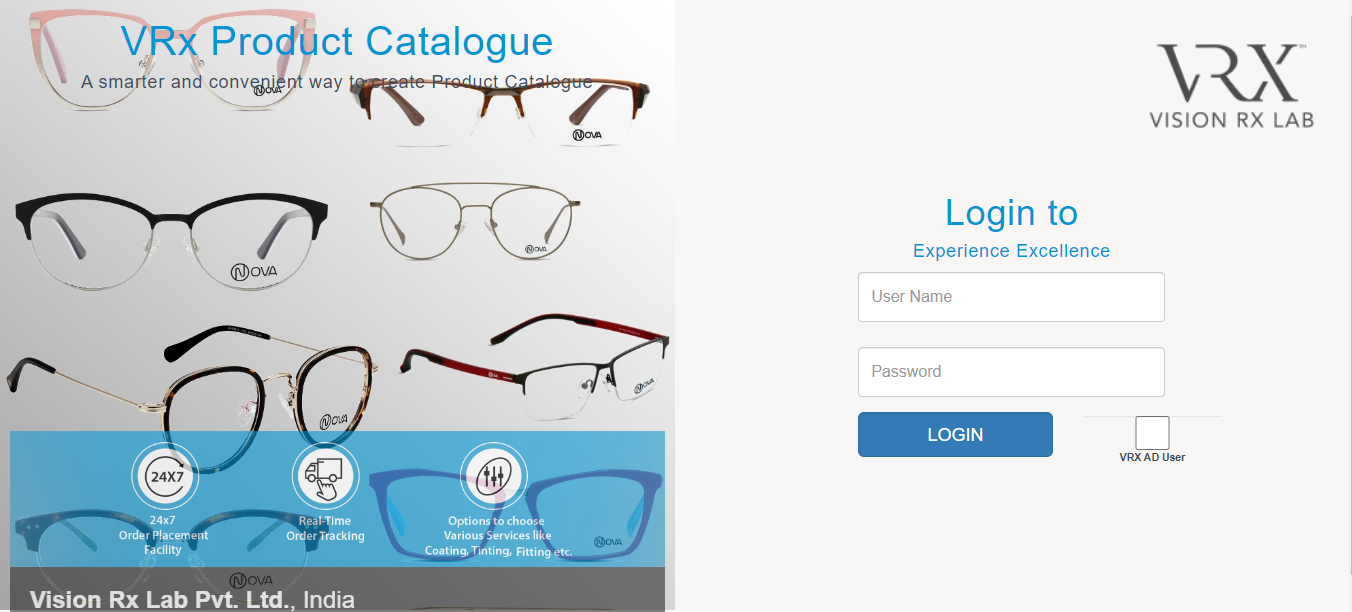 VRx Product Catalogue
A smarter and convenient way to create Product Catalogue
NOVA
NOVA
NOVA
NOVA
NOVA
NOVA
24X7
24x7
Order Placement
Facility
Real-Time
Order Tracking
Options to choose
Various Services like
Coating, Tinting, Fitting etc.
NOVA
NOVA
Vision Rx Lab Pvt. Ltd., India
VRX™
VISION RX LAB
Login to
Experience Excellence
User Name
Password
LOGIN
VRX AD User